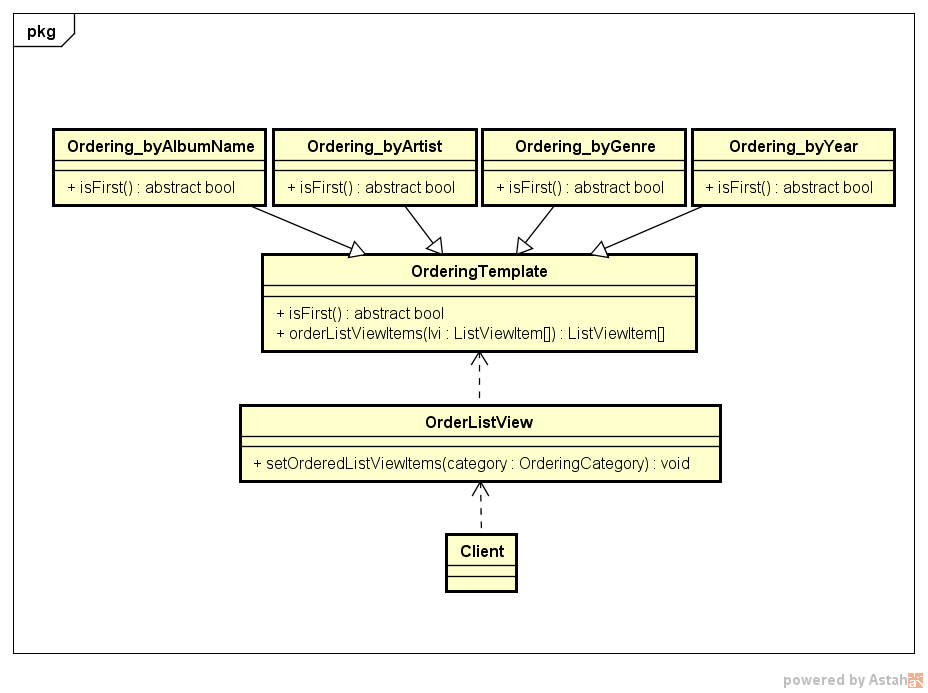 pkg
Ordering_byAlbumName
+ isFirst() : abstract bool
Ordering_byArtist
+ isFirst() : abstract bool
Ordering_byGenre
+ isFirst() : abstract bool
Ordering_byYear
+ isFirst() : abstract bool
OrderingTemplate
+ isFirst() : abstract bool
+ orderListViewItems(lvi : ListViewItem[]) : ListViewItem[]
OrderListView
+ setOrderedListViewItems(category : OrderingCategory) : void
Client
powered by Astah